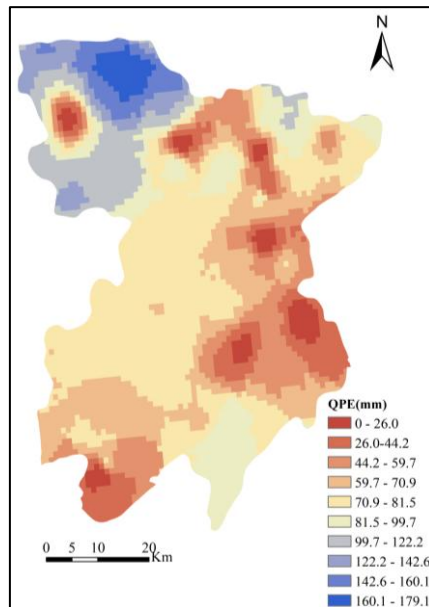 N
QPE(mm)
0 - 26.0
26.0-44.2
44.2 - 59.7
59.7 - 70.9
70.9 - 81.5
81.5 - 99.7
99.7 - 122.2
122.2 - 142.6
142.6 - 160.1
160.1 - 179.1
0 5 10 20
Km